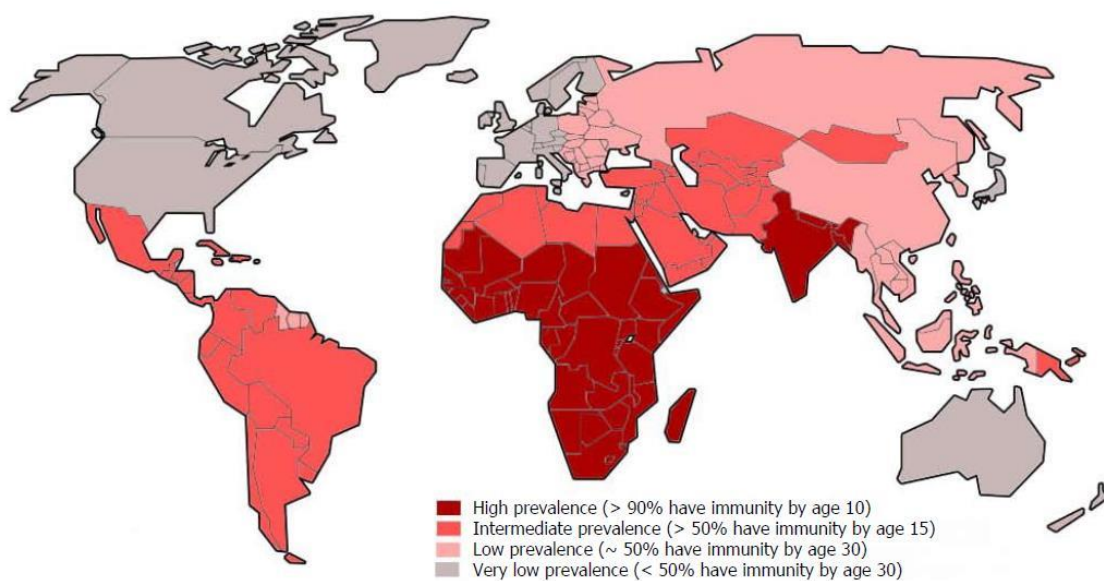 High prevalence (> 90% have immunity by age 10)
Intermediate prevalence (> 50% have immunity by age 15)
Low prevalence (~ 50% have immunity by age 30)
Very low prevalence (< 50% have immunity by age 30)